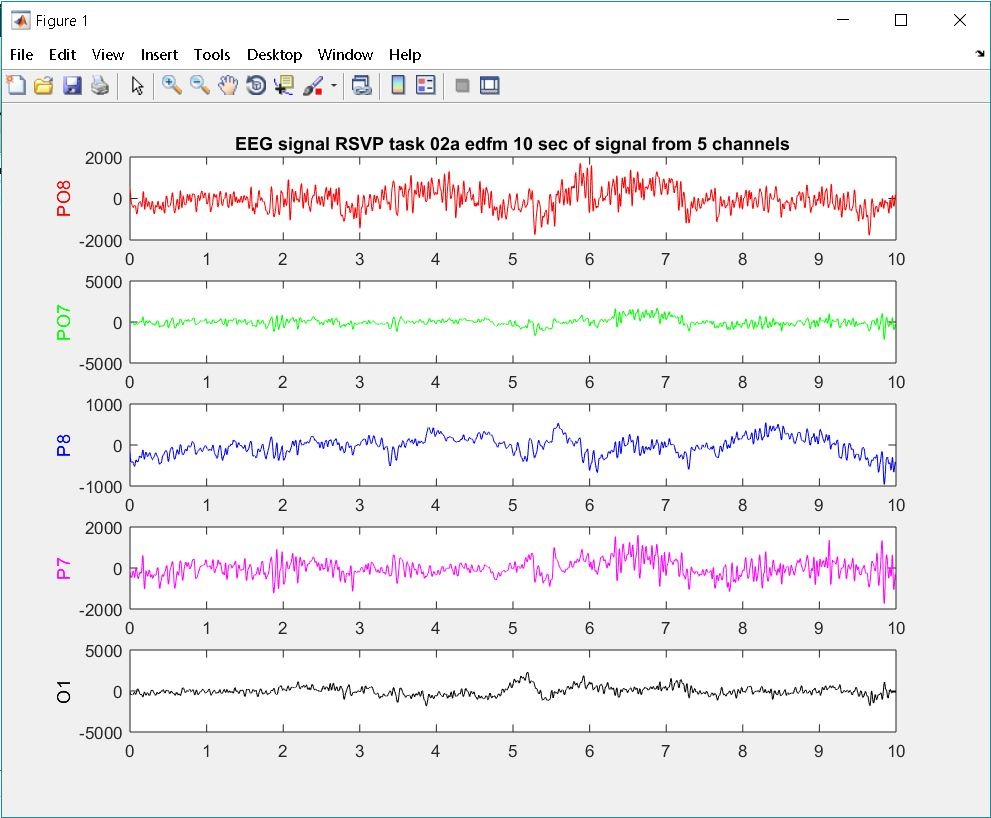 Figure 1
File Edit View Insert Tools Desktop Window Help
EEG signal RSVP task 02a edfm 10 sec of signal from 5 channels
PO8
2000
0
-2000
0 1 2 3 4 5 6 7 8 9 10
PO7
5000
0
-5000
0 1 2 3 4 5 6 7 8 9 10
P8
1000
0
-1000
0 1 2 3 4 5 6 7 8 9 10
P7
2000
0
-2000
0 1 2 3 4 5 6 7 8 9 10
O1
5000
0
-5000
0 1 2 3 4 5 6 7 8 9 10